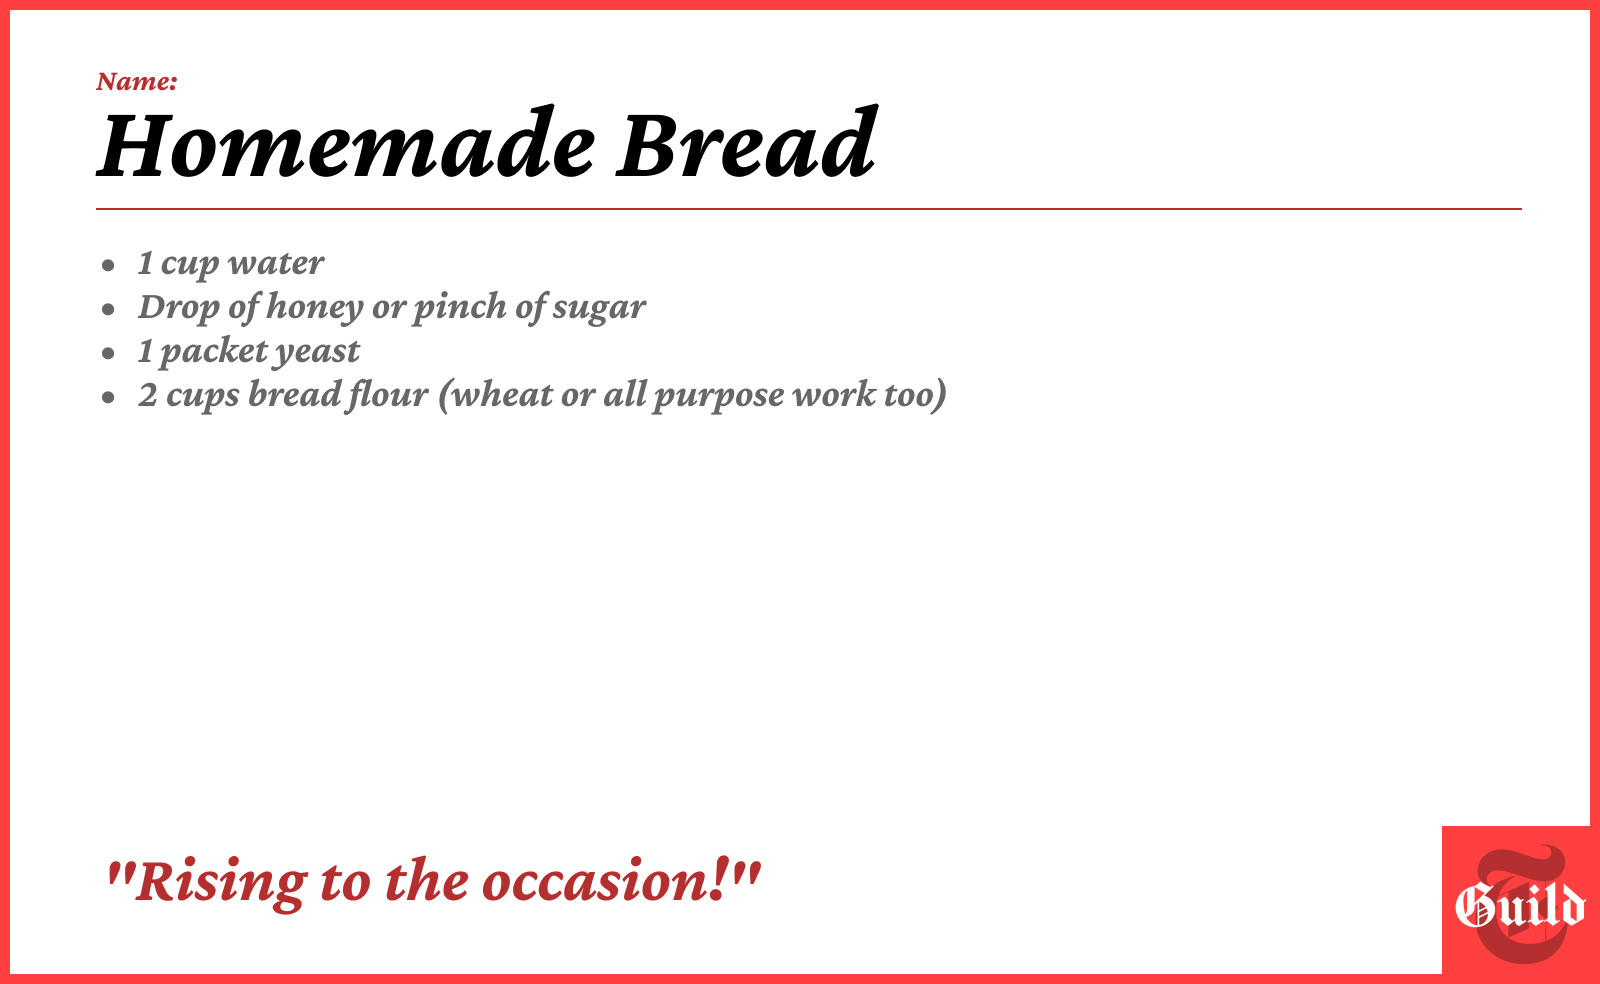 Name:
Homemade Bread
• 1 cup water
• Drop of honey or pinch of sugar
• 1 packet yeast
• 2 cups bread flour (wheat or all purpose work too)
"Rising to the occasion!"
T
Guild